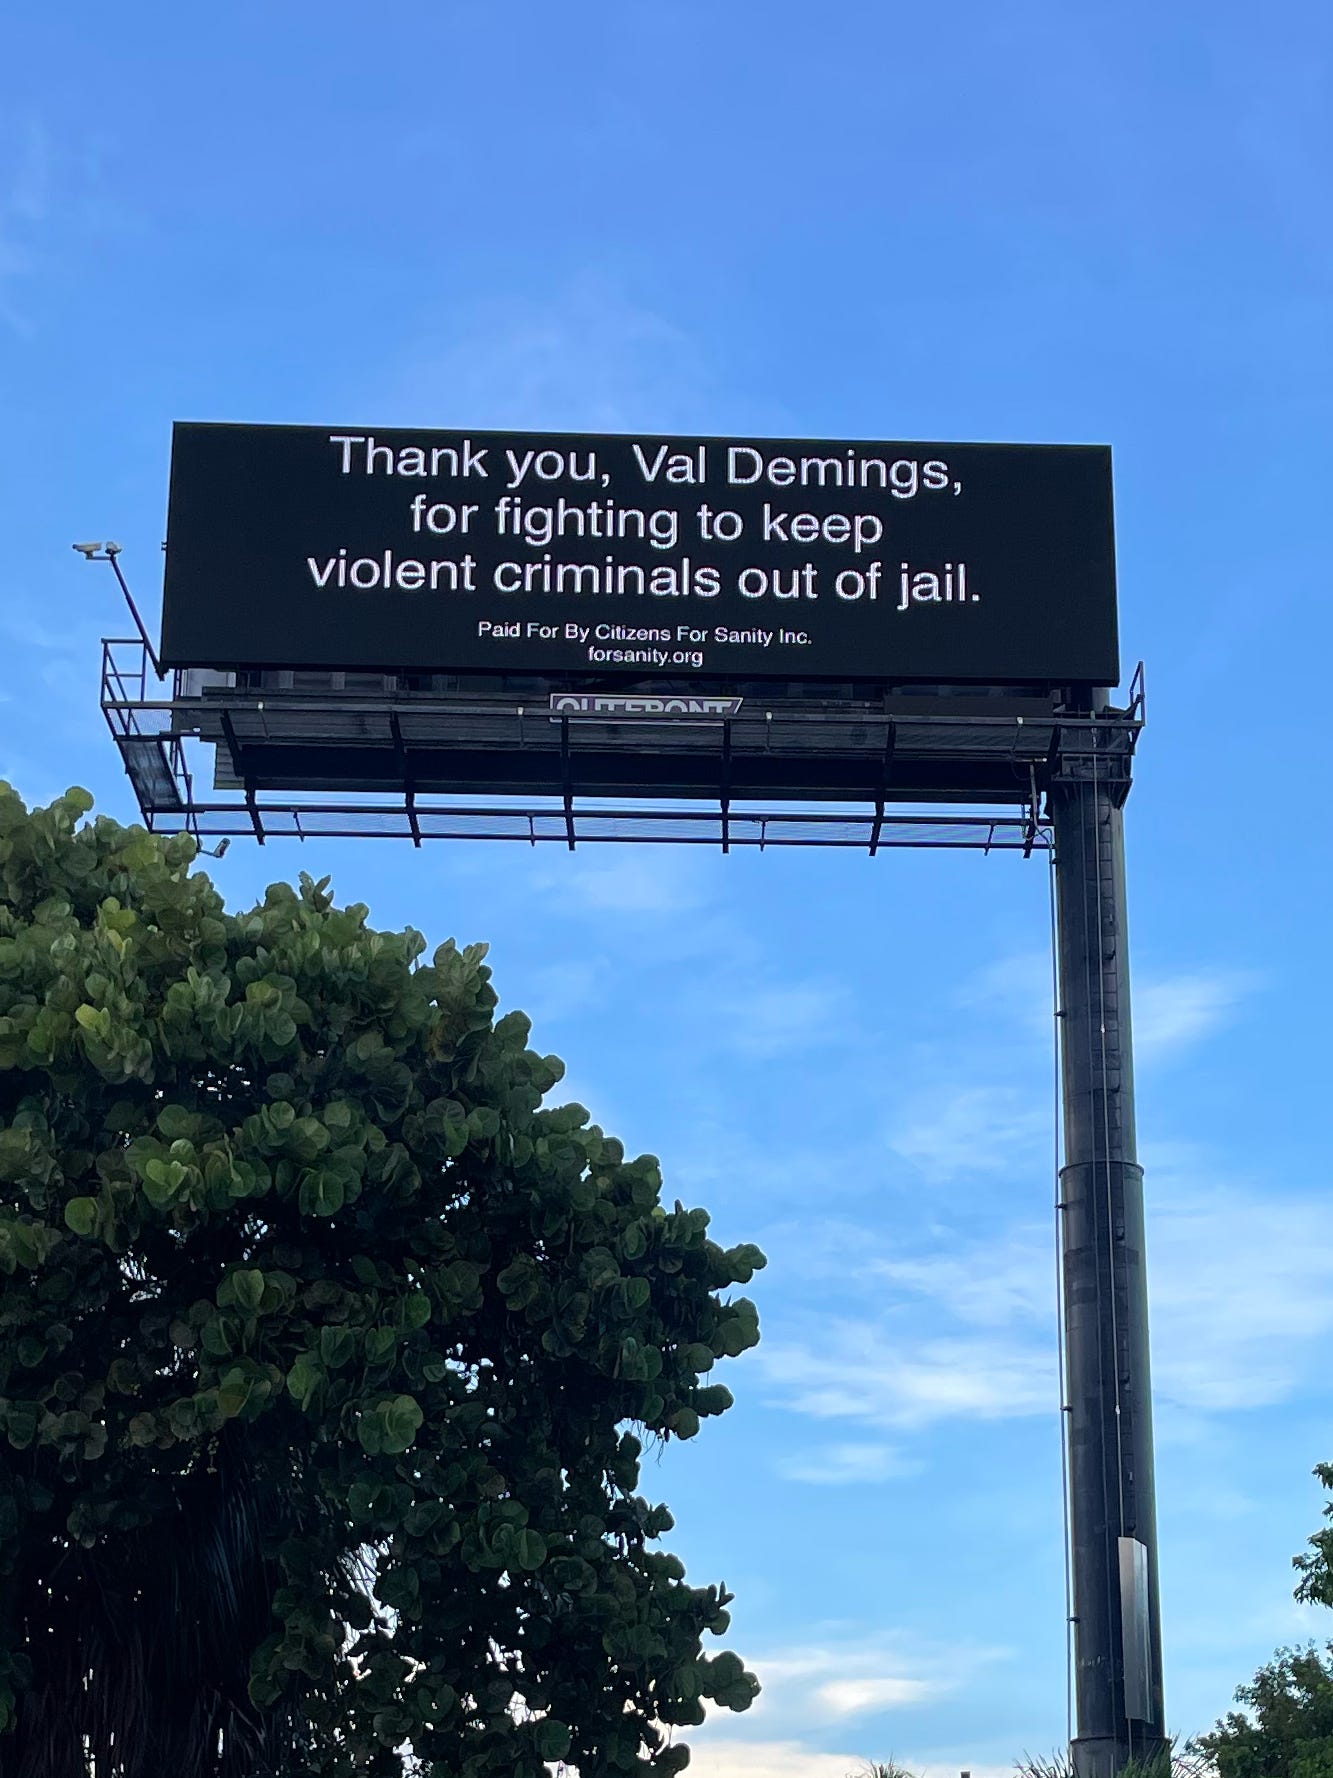 Thank you, Val Demings,
for fighting to keep
violent criminals out of jail.
Paid For By Citizens For Sanity Inc.
forsanity.org
OUTFRONT/